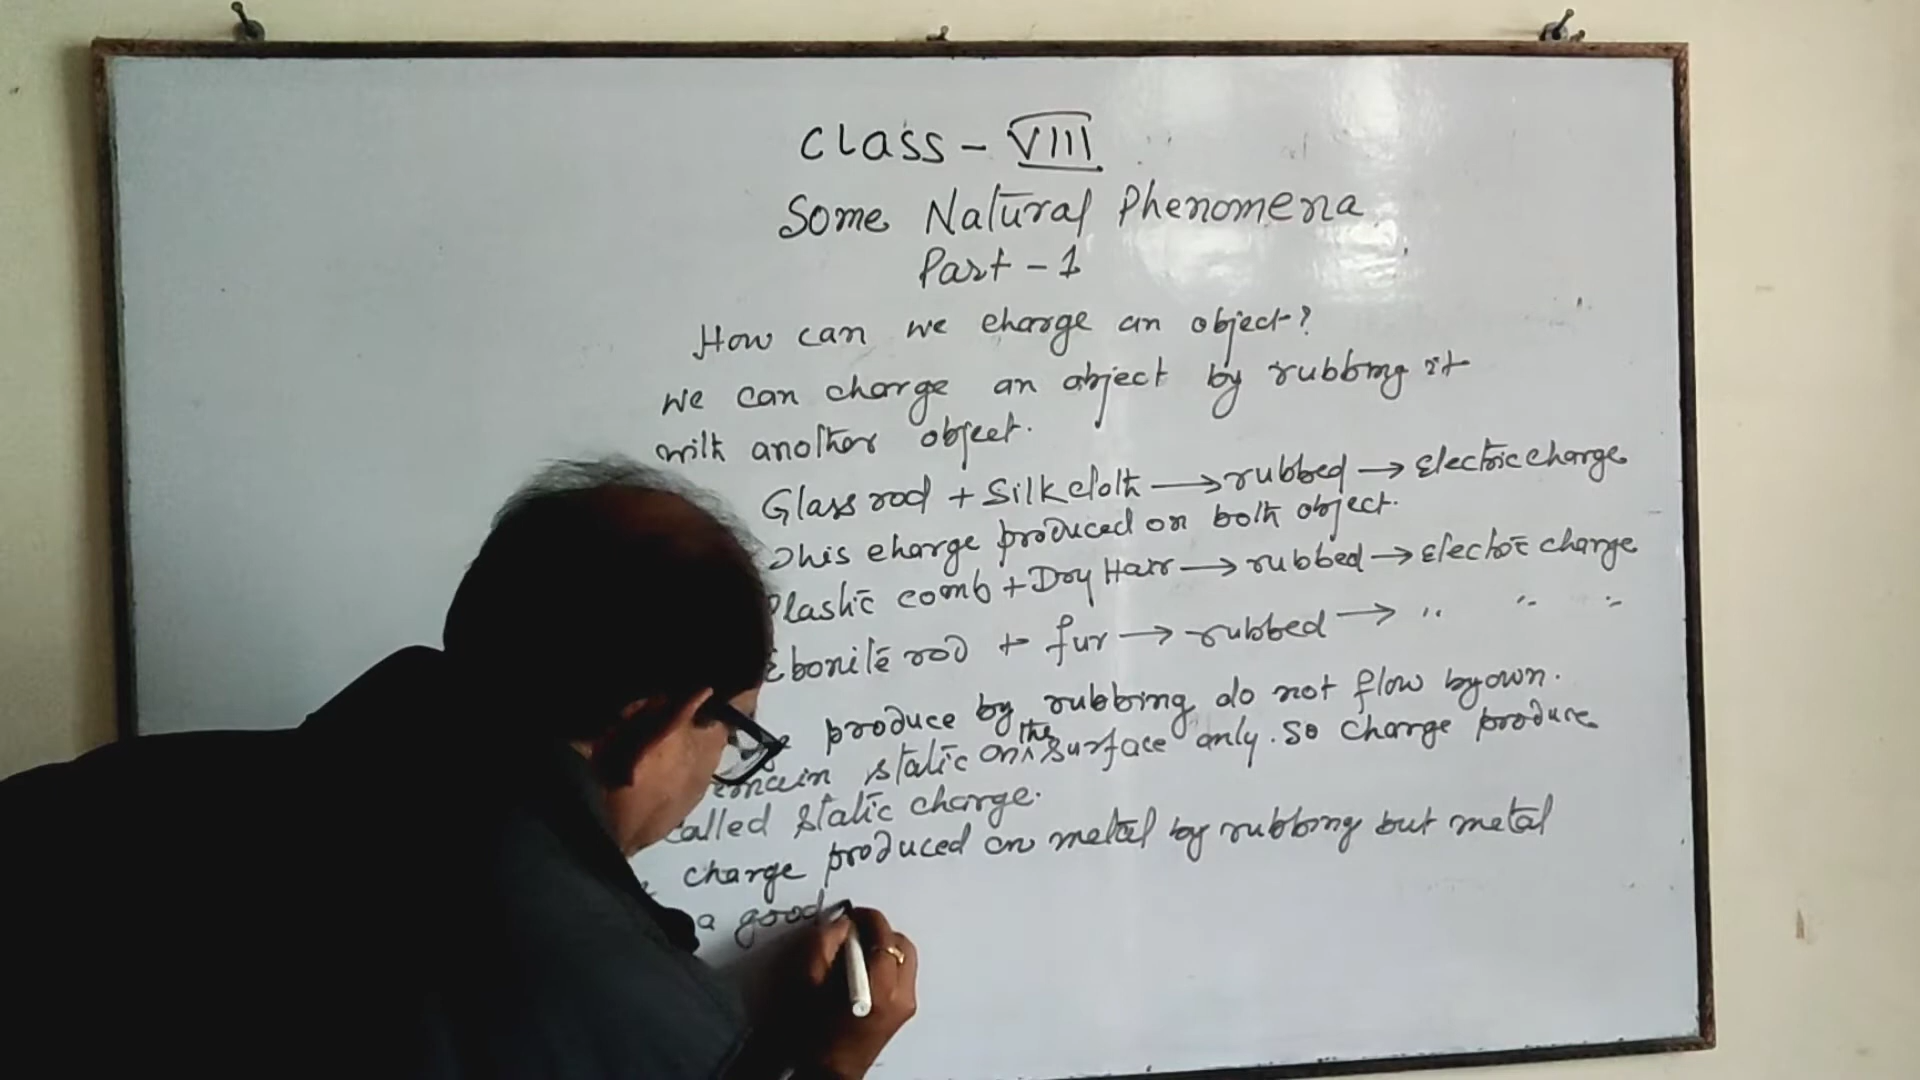 Class - VIII
Some Natural Phenomena
Part - 1
How can we charge an object?
We can charge an object by rubbing it
with another object.
Glass rod + Silk cloth → rubbed → Electric charge
This charge produced on both object.
Plastic comb + Dry Hair → rubbed → Electric charge
Ebonite rod + fur → rubbed → " " "
produce by rubbing do not flow by own.
remain static on the surface only. So charge produce
called static charge.
charge produced on metal by rubbing but metal
a good